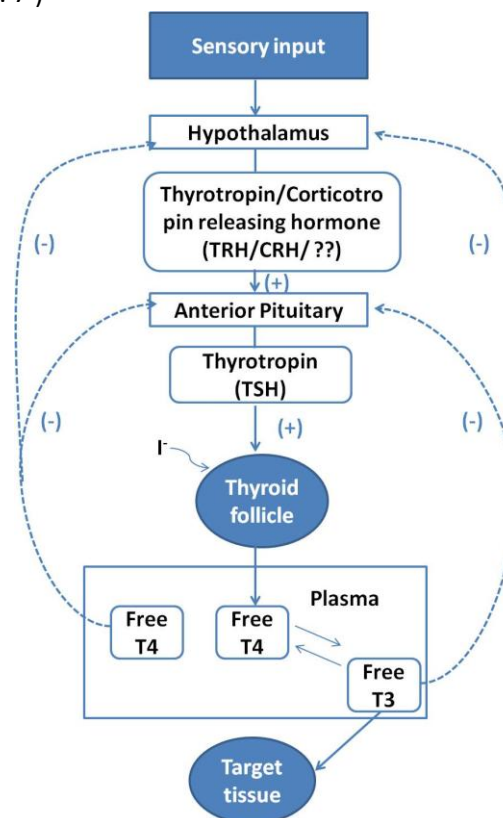 Sensory input
Hypothalamus
Thyrotropin/Corticotro
pin releasing hormone
(TRH/CRH/ ??)
(-)
(-)
(+)
Anterior Pituitary
Thyrotropin
(TSH)
(-)
(+)
(-)
I-
Thyroid
follicle
Plasma
Free
T4
Free
T4
Free
T3
Target
tissue